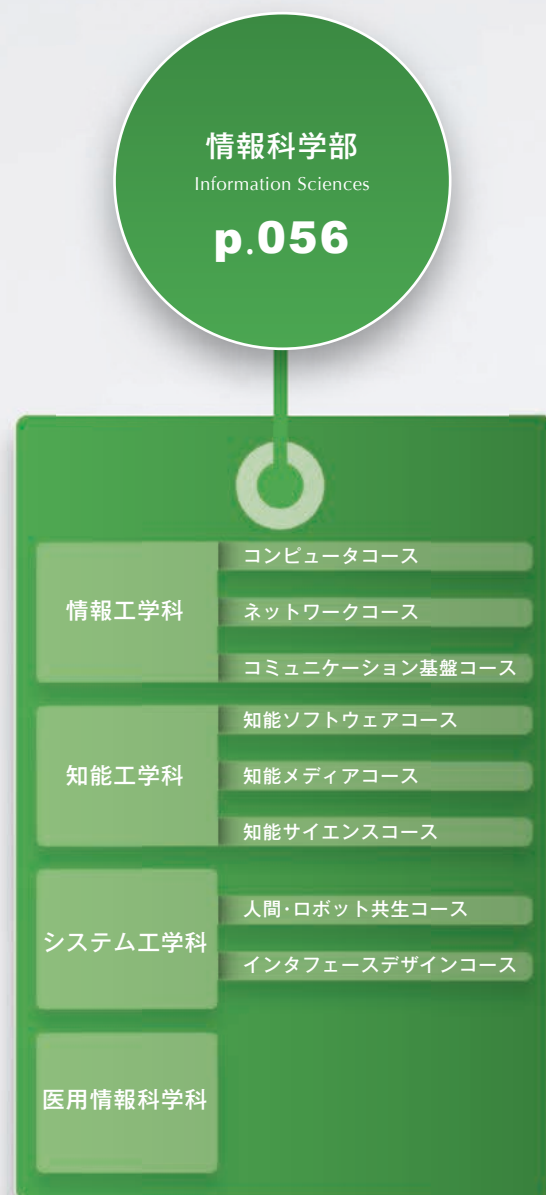 情報科学部
Information Sciences
p.056
情報工学科
コンピュータコース
ネットワークコース
コミュニケーション基盤コース
知能工学科
知能ソフトウェアコース
知能メディアコース
知能サイエンスコース
システム工学科
人間·ロボット共生コース
インタフェースデザインコース
医用情報科学科